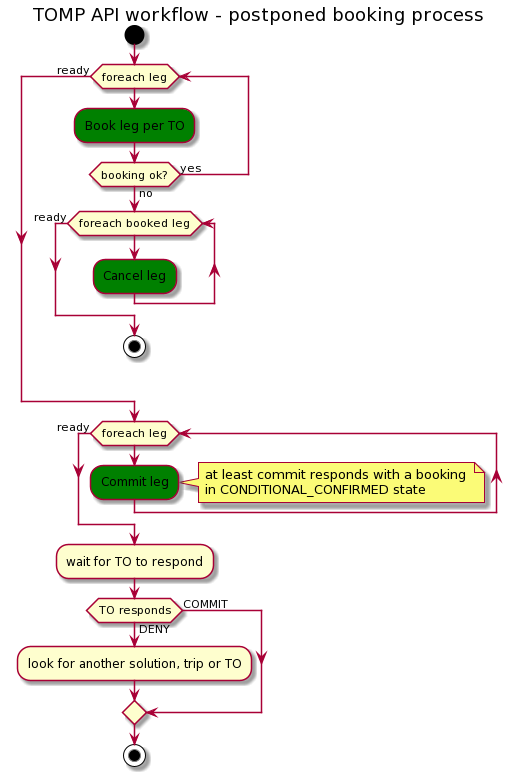 TOMP API workflow - postponed booking process
ready
foreach leg
Book leg per TO
booking ok?
yes
no
ready
foreach booked leg
Cancel leg
ready
foreach leg
Commit leg
at least commit responds with a booking
in CONDITIONAL_CONFIRMED state
wait for TO to respond
TO responds
COMMIT
DENY
look for another solution, trip or TO